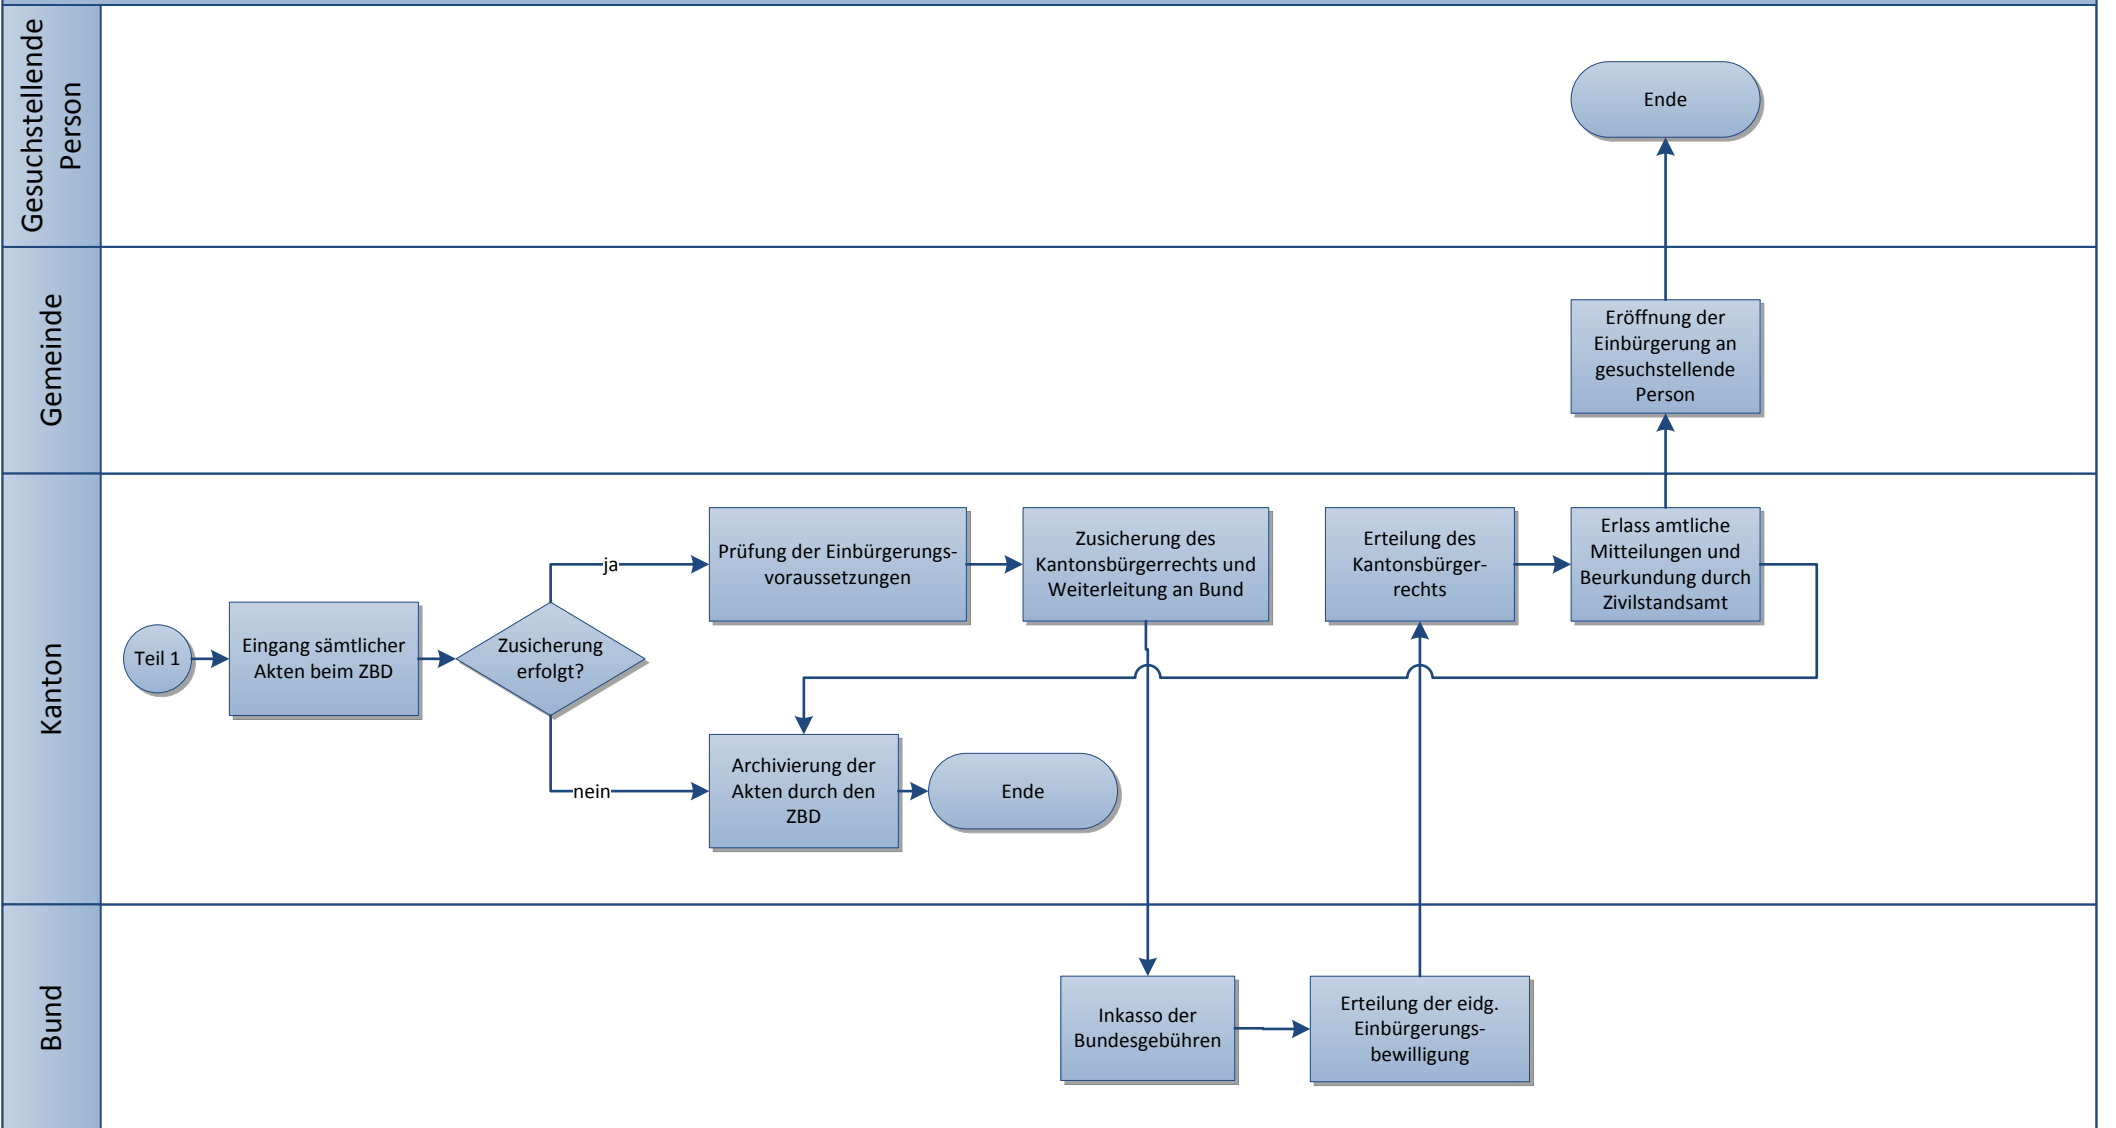 Gesuchstellende
Person
Ende
Gemeinde
Eröffnung der
Einbürgerung an
gesuchstellende
Person
Kanton
Teil 1
Eingang sämtlicher
Akten beim ZBD
Zusicherung
erfolgt?
ja
nein
Prüfung der Einbürgerungs-
voraussetzungen
Zusicherung des
Kantonsbürgerrechts und
Weiterleitung an Bund
Erteilung des
Kantonsbürger-
rechts
Erlass amtliche
Mitteilungen und
Beurkundung durch
Zivilstandsamt
Archivierung der
Akten durch den
ZBD
Ende
Bund
Inkasso der
Bundesgebühren
Erteilung der eidg.
Einbürgerungs-
bewilligung